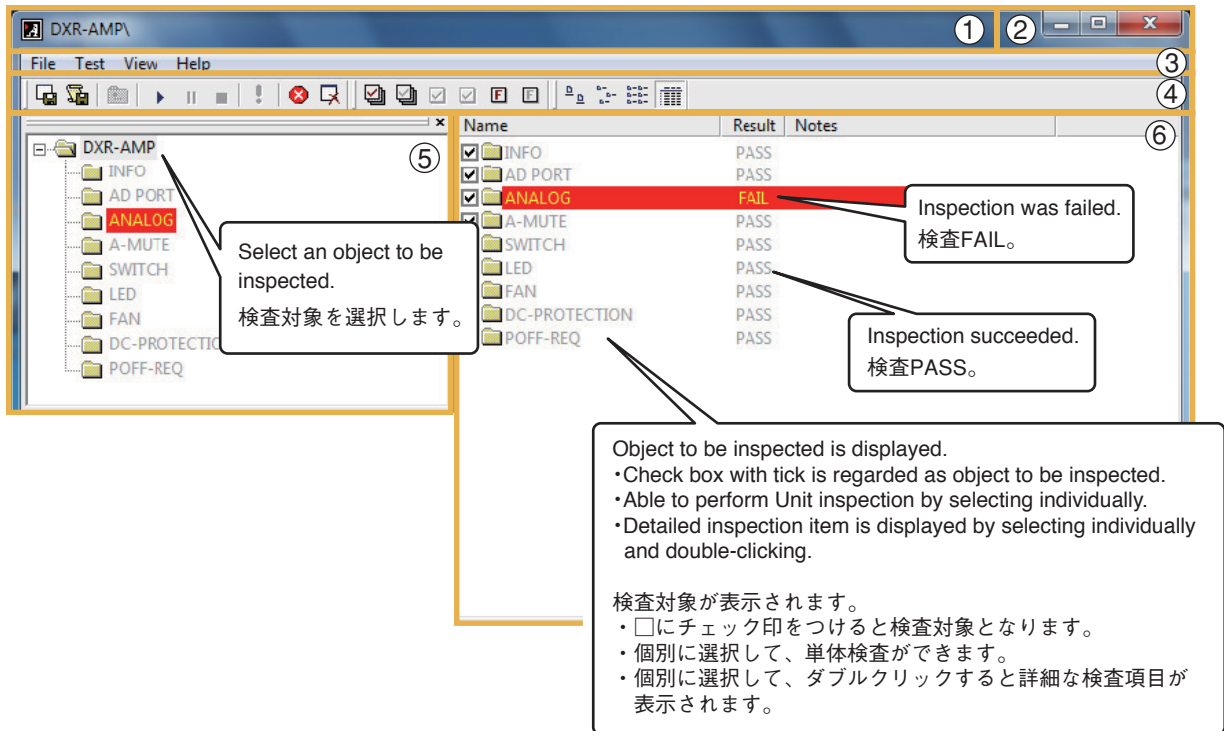 DXR-AMP\
①
②
File Test View Help
③
④
⑤
DXR-AMP
INFO
AD PORT
ANALOG
A-MUTE
SWITCH
LED
FAN
DC-PROTECTIO
POFF-REQ
Select an object to be
inspected.
検査対象を選択します。
Name Result Notes
⑥
INFO PASS
AD PORT PASS
ANALOG FAIL
A-MUTE PASS
SWITCH PASS
LED PASS
FAN PASS
DC-PROTECTION PASS
POFF-REQ PASS
Inspection was failed.
検査FAIL。
Inspection succeeded.
検査PASS。
Object to be inspected is displayed.
・Check box with tick is regarded as object to be inspected.
・Able to perform Unit inspection by selecting individually.
・Detailed inspection item is displayed by selecting individually
and double-clicking.
検査対象が表示されます。
・□にチェック印をつけると検査対象となります。
・個別に選択して、単体検査ができます。
・個別に選択して、ダブルクリックすると詳細な検査項目が
表示されます。